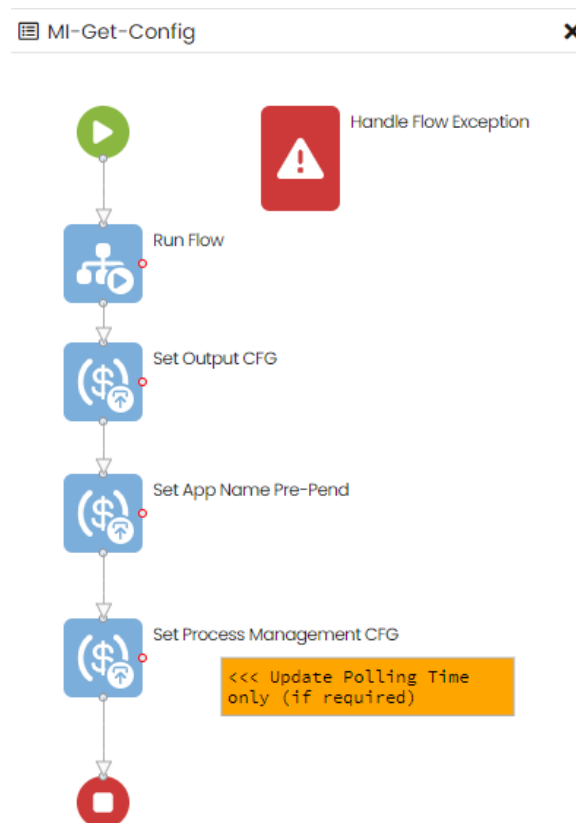 MI-Get-Config
Handle Flow Exception
Run Flow
Set Output CFG
Set App Name Pre-Pend
Set Process Management CFG
<<< Update Polling Time
only (if required)